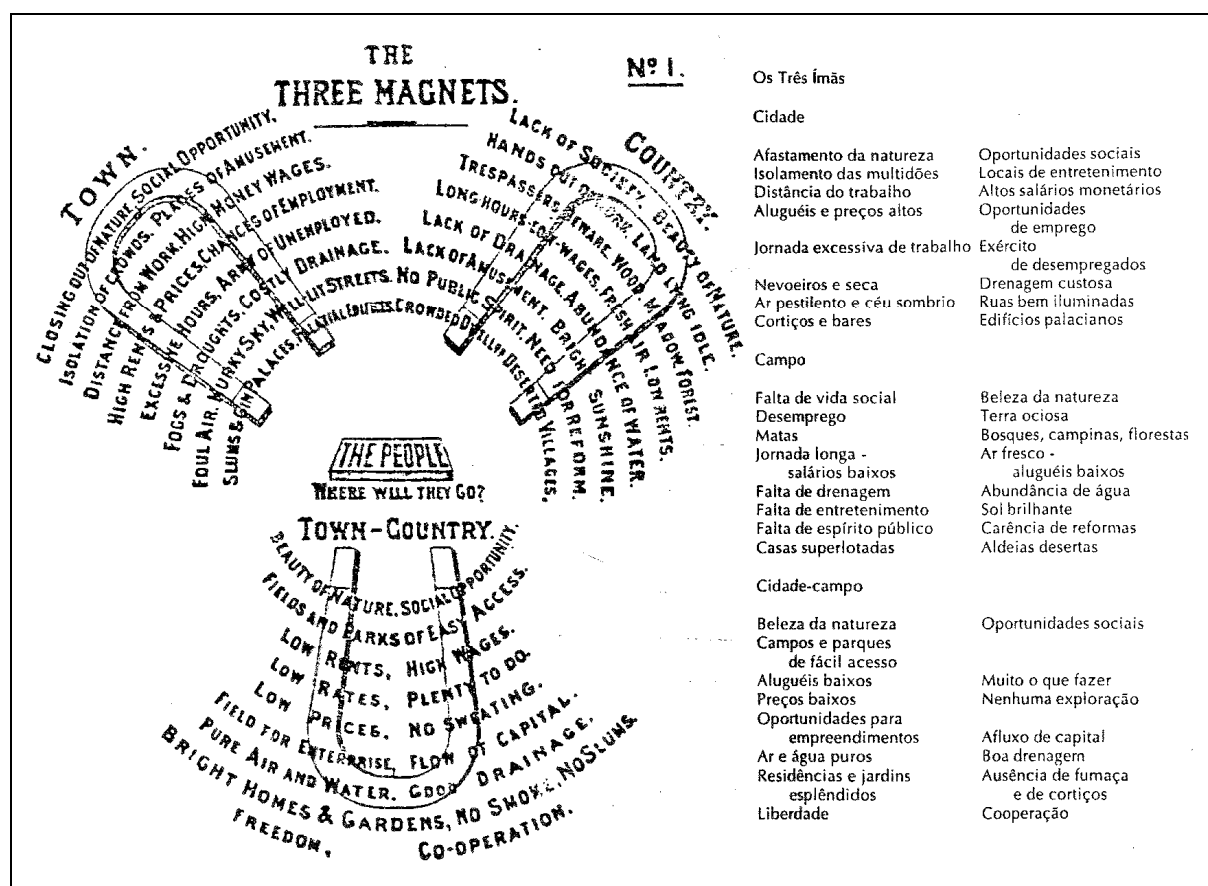 THE
THREE MAGNETS.
Nº 1.
TOWN.
CLOSING OUT OF NATURE. SOCIAL OPPORTUNITY.
ISOLATION OF CROWDS. PLACES OF AMUSEMENT.
DISTANCE FROM WORK. HIGH MONEY WAGES.
HIGH RENTS & PRICES. CHANCES OF EMPLOYMENT.
EXCESSIVE HOURS. ARMY OF UNEMPLOYED.
FOGS & DROUGHTS. COSTLY DRAINAGE.
FOUL AIR. MURKY SKY. WELL-LIT STREETS.
SLUMS & GIN PALACES. PALATIAL EDIFICES.
COUNTRY.
LACK OF SOCIETY. BEAUTY OF NATURE.
HANDS OUT OF WORK. LAND LYING IDLE.
TRESPASSERS BEWARE. WOOD, MEADOW, FOREST.
LONG HOURS-LOW WAGES. FRESH AIR. LOW RENTS.
LACK OF DRAINAGE. ABUNDANCE OF WATER.
LACK OF AMUSEMENT. BRIGHT SUNSHINE.
NO PUBLIC SPIRIT. NEED FOR REFORM.
CROWDED DWELLINGS. DESERTED VILLAGES.
THE PEOPLE
WHERE WILL THEY GO?
TOWN-COUNTRY.
BEAUTY OF NATURE. SOCIAL OPPORTUNITY.
FIELDS AND PARKS OF EASY ACCESS.
LOW RENTS, HIGH WAGES.
LOW RATES, PLENTY TO DO.
LOW PRICES, NO SWEATING.
FIELD FOR ENTERPRISE, FLOW OF CAPITAL.
PURE AIR AND WATER. GOOD DRAINAGE.
BRIGHT HOMES & GARDENS, NO SMOKE, NO SLUMS.
FREEDOM. CO-OPERATION.
Os Três Ímãs
Cidade
Afastamento da natureza Oportunidades sociais
Isolamento das multidões Locais de entretenimento
Distância do trabalho Altos salários monetários
Aluguéis e preços altos Oportunidades
de emprego
Jornada excessiva de trabalho Exército
de desempregados
Nevoeiros e seca Drenagem custosa
Ar pestilento e céu sombrio Ruas bem iluminadas
Cortiços e bares Edifícios palacianos
Campo
Falta de vida social Beleza da natureza
Desemprego Terra ociosa
Matas Bosques, campinas, florestas
Jornada longa - Ar fresco -
salários baixos aluguéis baixos
Falta de drenagem Abundância de água
Falta de entretenimento Sol brilhante
Falta de espírito público Carência de reformas
Casas superlotadas Aldeias desertas
Cidade-campo
Beleza da natureza Oportunidades sociais
Campos e parques
de fácil acesso
Aluguéis baixos Muito o que fazer
Preços baixos Nenhuma exploração
Oportunidades para
empreendimentos Afluxo de capital
Ar e água puros Boa drenagem
Residências e jardins Ausência de fumaça
esplêndidos e de cortiços
Liberdade Cooperação